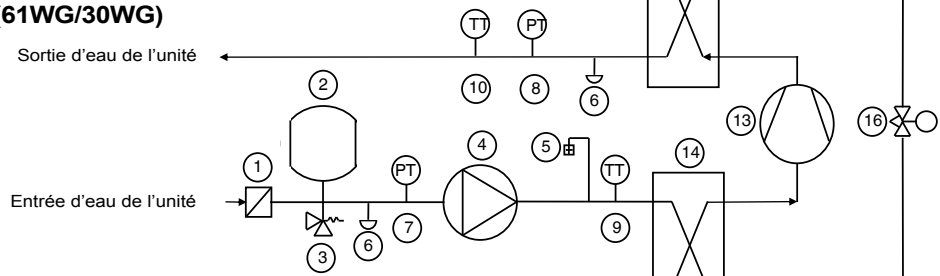 (61WG/30WG)
TT
PT
Sortie d'eau de l'unité
2
10
8
6
13
16
4
5
14
1
PT
TT
Entrée d'eau de l'unité
3
6
7
9